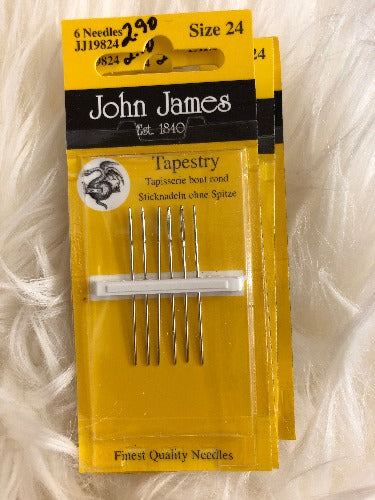 6 Needles 2.90 Size 24
JJ19824
9824
John James
Est. 1840
Tapestry
Tapisserie bout rond
Sticknadeln ohne Spitze
Finest Quality Needles